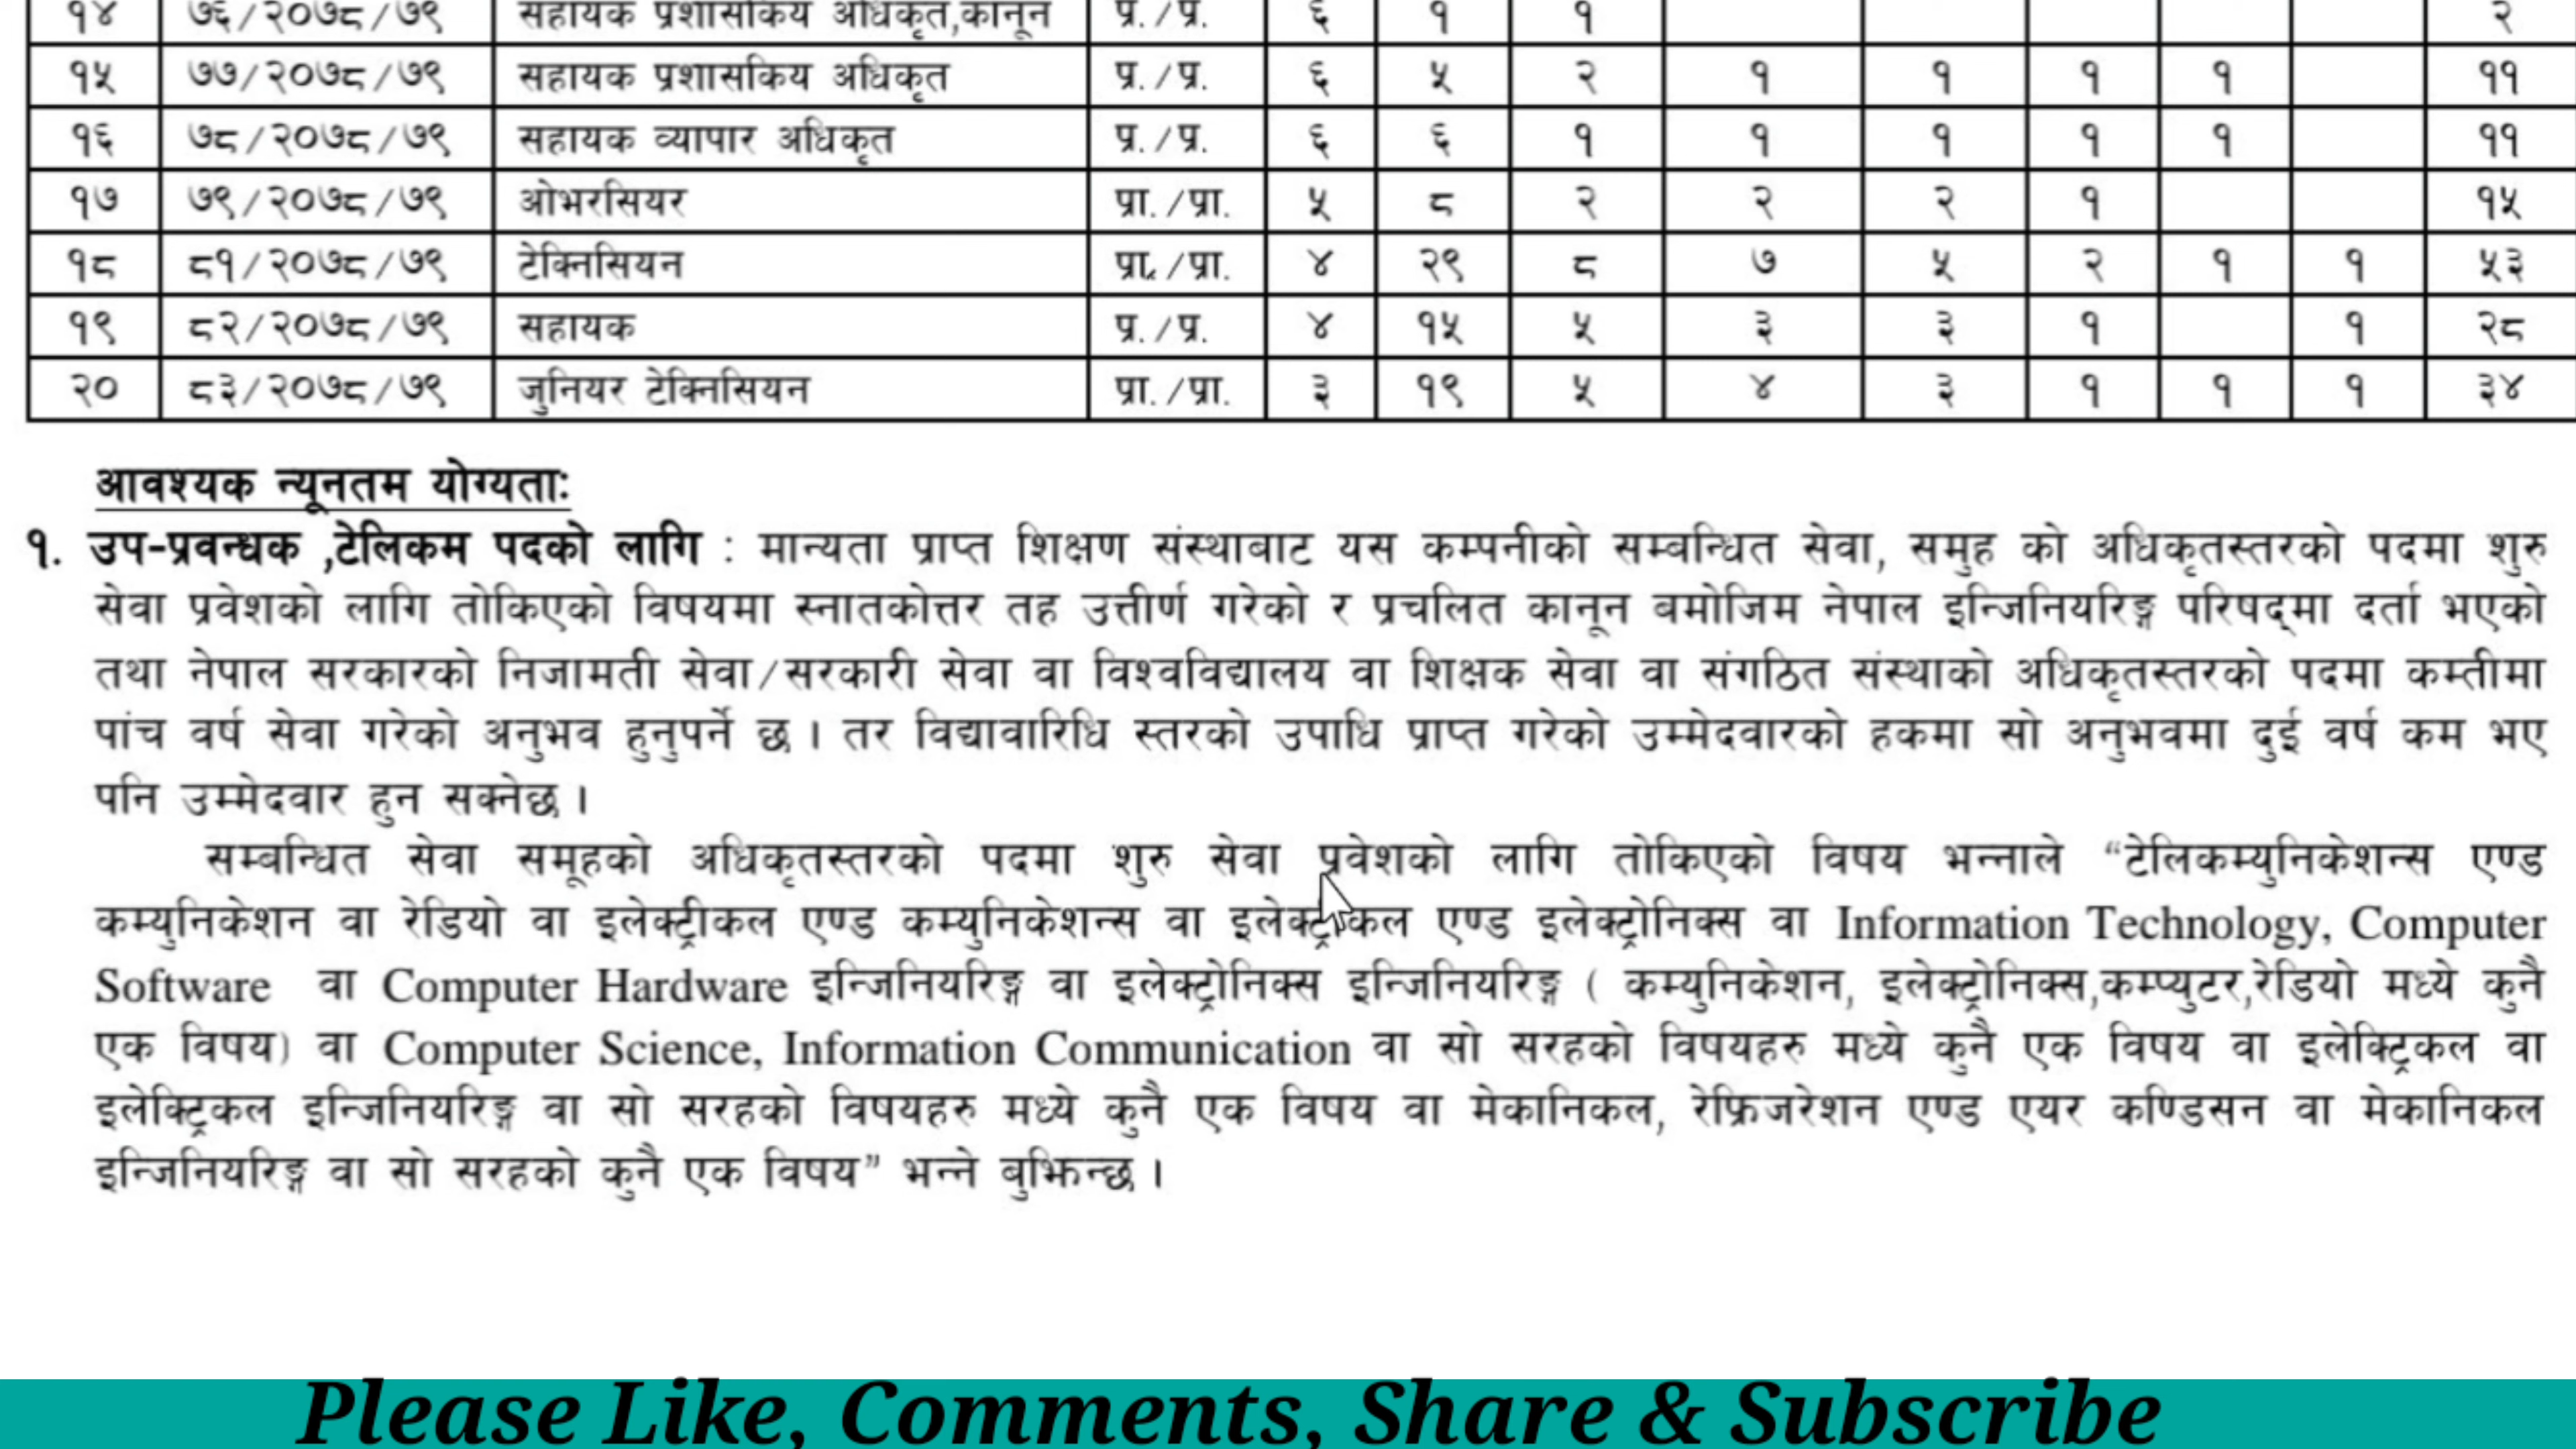 १४ ७६/२०७८/७९ सहायक प्रशासकिय अधिकृत,कानून प्र./प्र. ६ १ १ २
१५ ७७/२०७८/७९ सहायक प्रशासकिय अधिकृत प्र./प्र. ६ ५ २ १ १ १ १ ११
१६ ७८/२०७८/७९ सहायक व्यापार अधिकृत प्र./प्र. ६ ६ १ १ १ १ १ ११
१७ ७९/२०७८/७९ ओभरसियर प्रा./प्रा. ५ ८ २ २ २ १ १५
१८ ८१/२०७८/७९ टेक्निसियन प्रा./प्रा. ४ २९ ८ ७ ५ २ १ १ ५३
१९ ८२/२०७८/७९ सहायक प्र./प्र. ४ १५ ५ ३ ३ १ १ २८
२० ८३/२०७८/७९ जुनियर टेक्निसियन प्रा./प्रा. ३ १९ ५ ४ ३ १ १ १ ३४
आवश्यक न्यूनतम योग्यताः
१. उप-प्रवन्धक ,टेलिकम पदको लागि : मान्यता प्राप्त शिक्षण संस्थाबाट यस कम्पनीको सम्बन्धित सेवा, समुह को अधिकृतस्तरको पदमा शुरु
सेवा प्रवेशको लागि तोकिएको विषयमा स्नातकोत्तर तह उत्तीर्ण गरेको र प्रचलित कानून बमोजिम नेपाल इन्जिनियरिङ्ग परिषद्मा दर्ता भएको
तथा नेपाल सरकारको निजामती सेवा/सरकारी सेवा वा विश्वविद्यालय वा शिक्षक सेवा वा संगठित संस्थाको अधिकृतस्तरको पदमा कम्तीमा
पांच वर्ष सेवा गरेको अनुभव हुनुपर्ने छ । तर विद्यावारिधि स्तरको उपाधि प्राप्त गरेको उम्मेदवारको हकमा सो अनुभवमा दुई वर्ष कम भए
पनि उम्मेदवार हुन सक्नेछ ।
सम्बन्धित सेवा समूहको अधिकृतस्तरको पदमा शुरु सेवा प्रवेशको लागि तोकिएको विषय भन्नाले “टेलिकम्युनिकेशन्स एण्ड
कम्युनिकेशन वा रेडियो वा इलेक्ट्रीकल एण्ड कम्युनिकेशन्स वा इलेक्ट्रीकल एण्ड इलेक्ट्रोनिक्स वा Information Technology, Computer
Software वा Computer Hardware इन्जिनियरिङ्ग वा इलेक्ट्रोनिक्स इन्जिनियरिङ्ग ( कम्युनिकेशन, इलेक्ट्रोनिक्स,कम्प्युटर,रेडियो मध्ये कुनै
एक विषय) वा Computer Science, Information Communication वा सो सरहको विषयहरु मध्ये कुनै एक विषय वा इलेक्ट्रिकल वा
इलेक्ट्रिकल इन्जिनियरिङ्ग वा सो सरहको विषयहरु मध्ये कुनै एक विषय वा मेकानिकल, रेफ्रिजरेशन एण्ड एयर कण्डिसन वा मेकानिकल
इन्जिनियरिङ्ग वा सो सरहको कुनै एक विषय” भन्ने बुझिन्छ ।
Please Like, Comments, Share & Subscribe